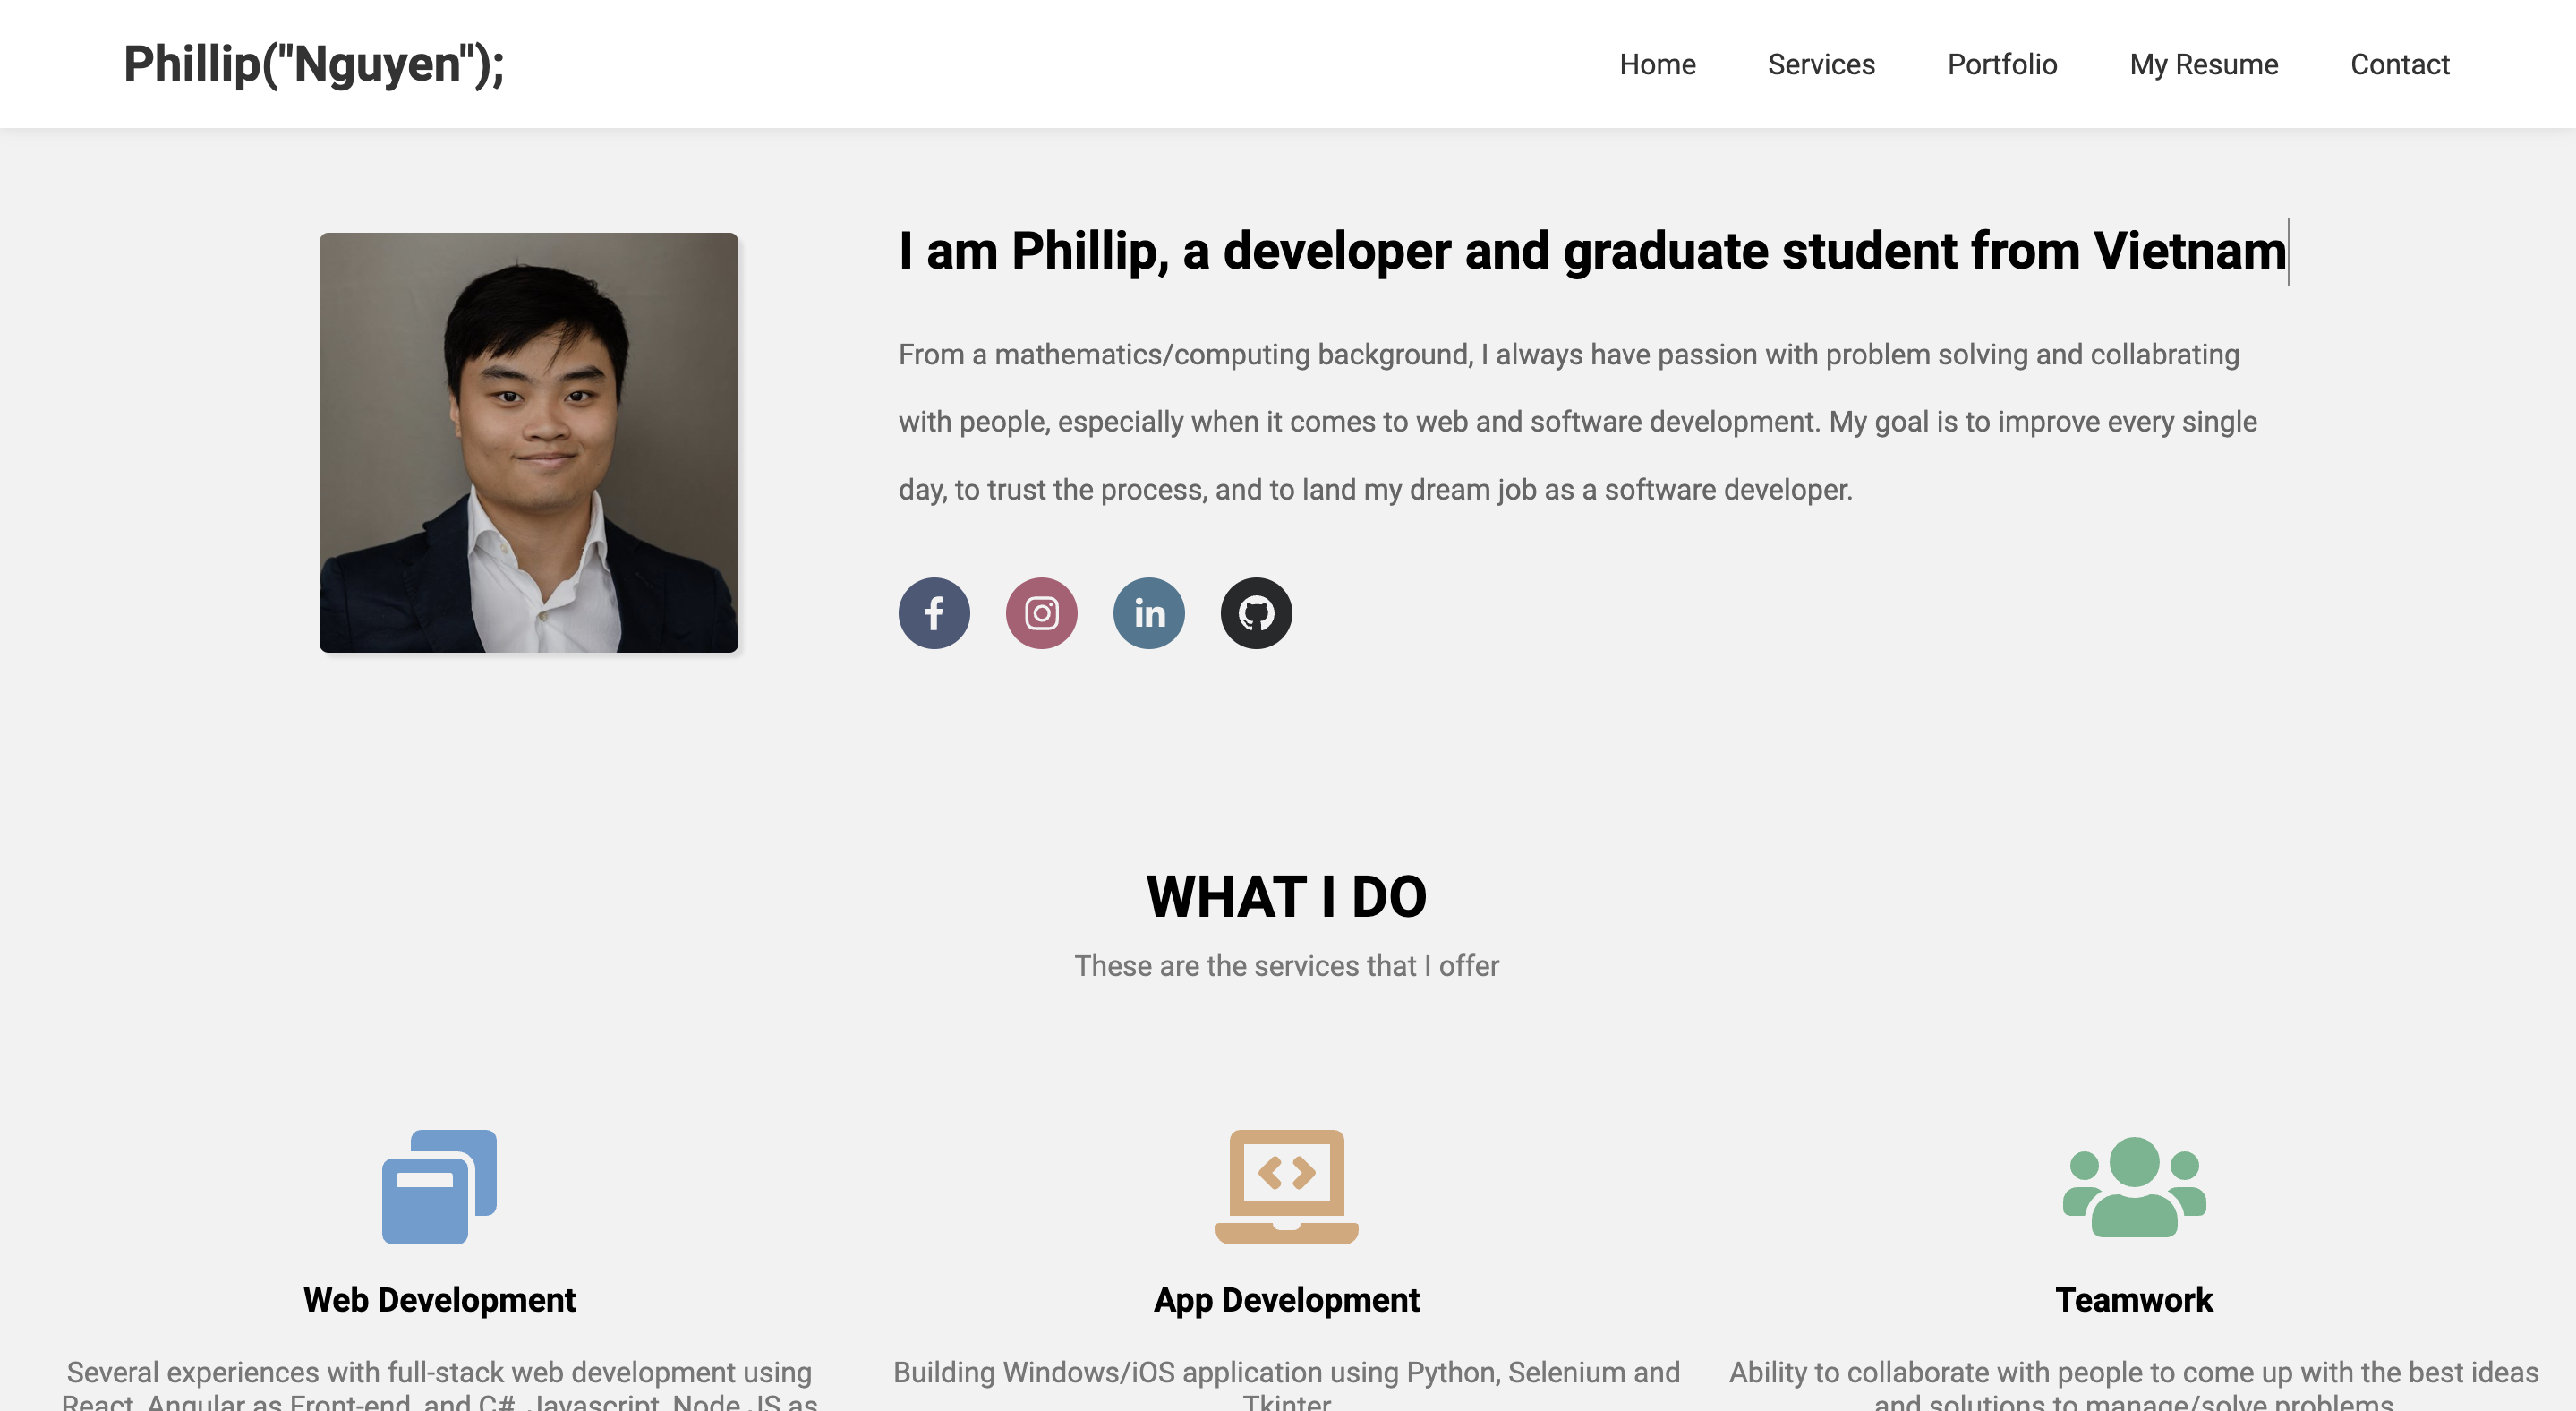 Phillip("Nguyen");
Home Services Portfolio My Resume Contact
I am Phillip, a developer and graduate student from Vietnam
From a mathematics/computing background, I always have passion with problem solving and collabrating
with people, especially when it comes to web and software development. My goal is to improve every single
day, to trust the process, and to land my dream job as a software developer.
WHAT I DO
These are the services that I offer
Web Development
Several experiences with full-stack web development using
React, Angular as Front-end, and C#, Javascript, Node JS as
App Development
Building Windows/iOS application using Python, Selenium and
Tkinter
Teamwork
Ability to collaborate with people to come up with the best ideas
and solutions to manage/solve problems